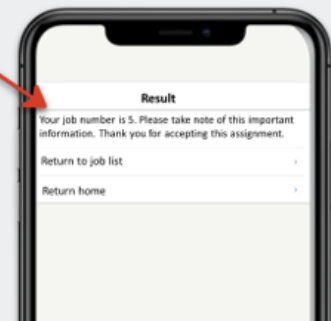 Result
Your job number is 5. Please take note of this important
information. Thank you for accepting this assignment.
Return to job list
Return home